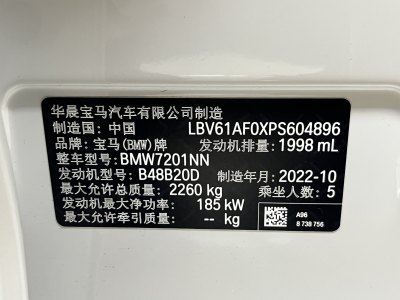 华晨宝马汽车有限公司制造
制造国：中国 LBV61AF0XPS604896
品牌：宝马(BMW)牌 发动机排量：1998 mL
整车型号：BMW7201NN
发动机型号：B48B20D 制造年月：2022-10
最大允许总质量：2260 kg 乘坐人数：5
发动机最大净功率：185 kW
最大允许牵引质量：-- kg
A96
8 738 756